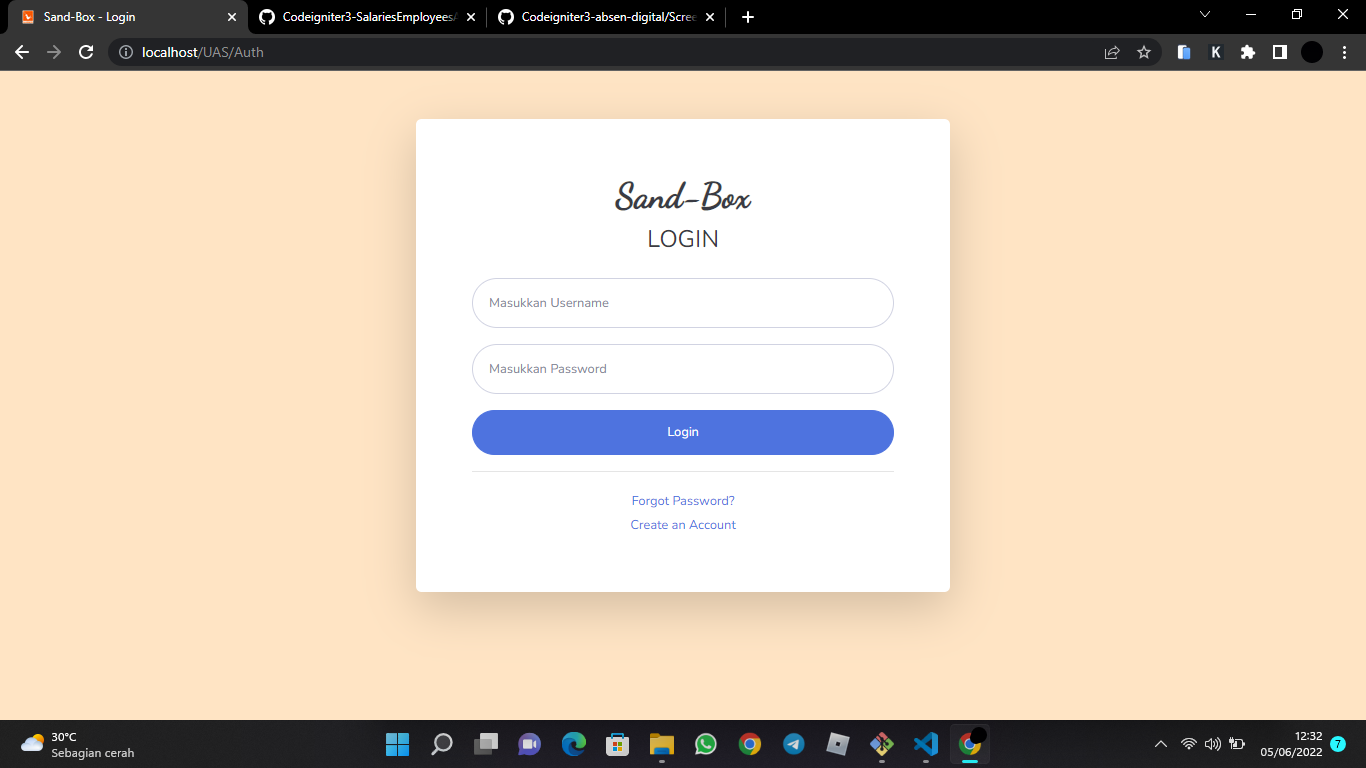 Sand-Box - Login
Codeigniter3-SalariesEmployees/
Codeigniter3-absen-digital/Scree
localhost/UAS/Auth
K
Sand-Box
LOGIN
Masukkan Username
Masukkan Password
Login
Forgot Password?
Create an Account
30°C
Sebagian cerah
12:32
05/06/2022
7